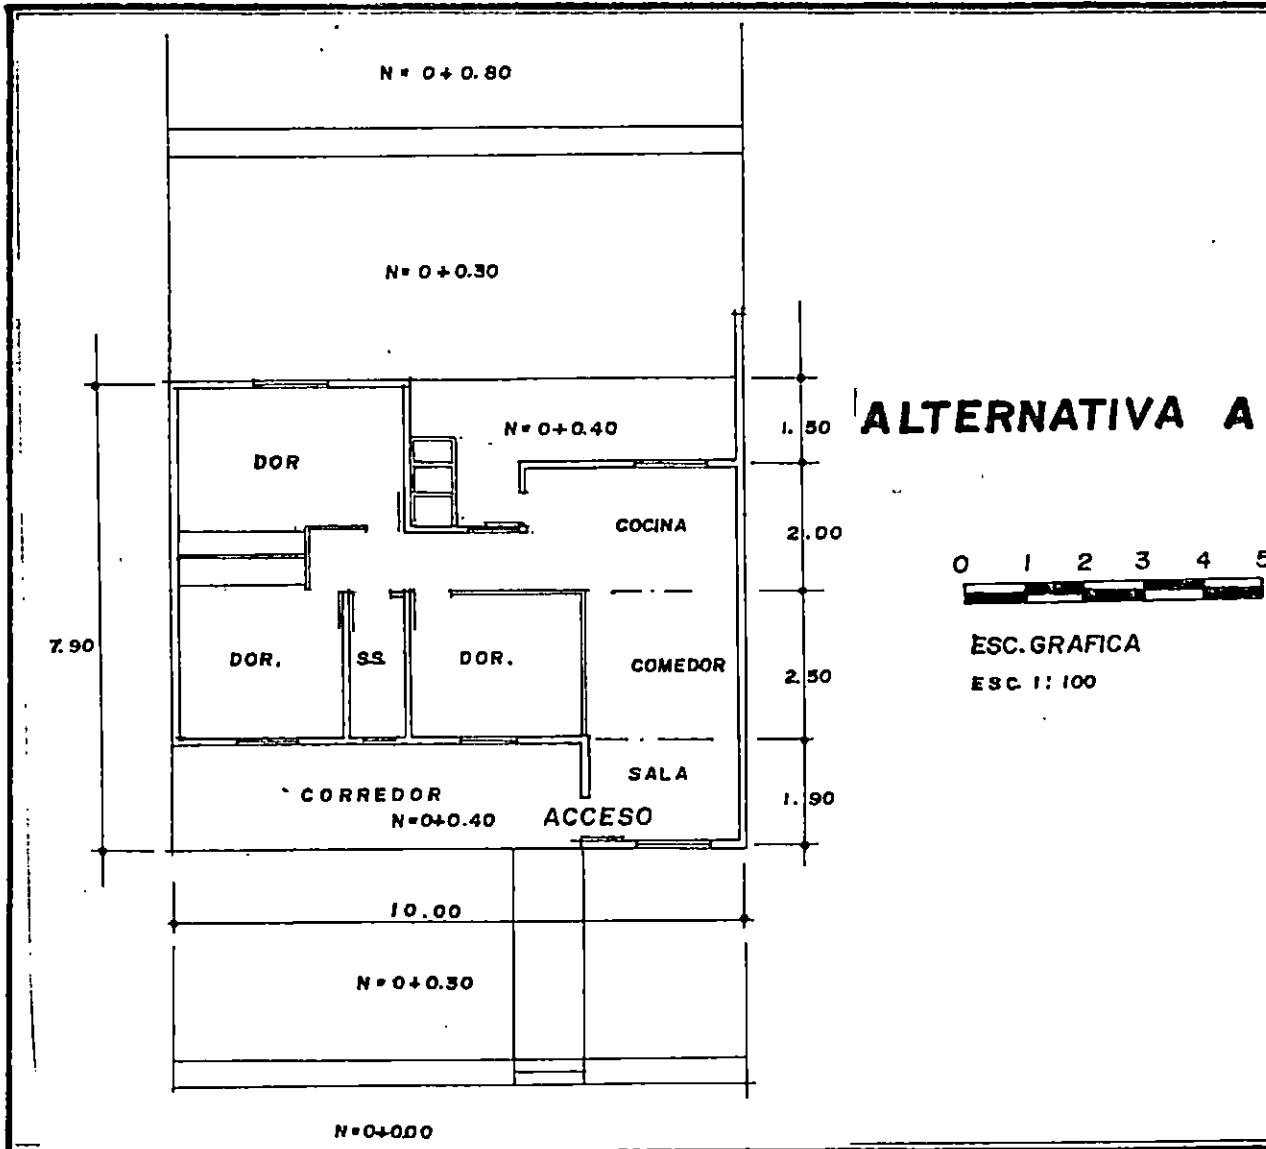 N= 0+0.80
N= 0+0.30
N= 0+0.40
1.50
ALTERNATIVA A
DOR
COCINA
2.00
0 1 2 3 4 5
7.90
DOR.
S.S.
DOR.
COMEDOR
2.50
ESC. GRAFICA
ESC. 1:100
SALA
CORREDOR
N=0+0.40
ACCESO
1.90
10.00
N=0+0.30
N=0+0.00